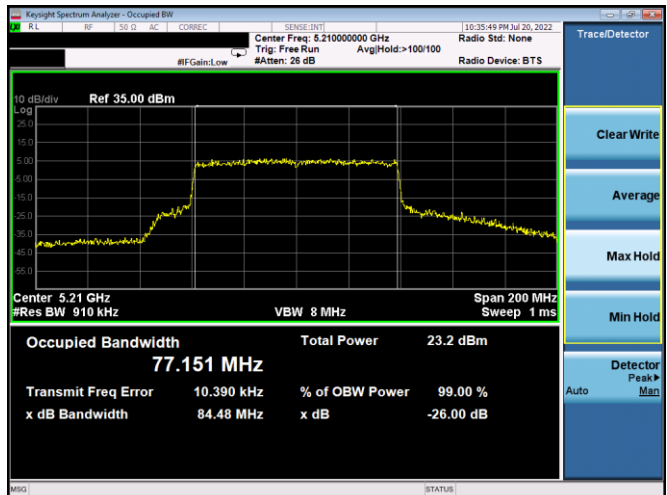 Keysight Spectrum Analyzer - Occupied BW
RL RF 50 Ω AC CORREC SENSE:INT 10:35:49 PM Jul 20, 2022
Center Freq: 5.210000000 GHz Radio Std: None
Trig: Free Run Avg|Hold:>100/100
#IFGain:Low #Atten: 26 dB Radio Device: BTS
Trace/Detector
10 dB/div Ref 35.00 dBm
Log
25.0
15.0
5.00
-5.00
-15.0
-25.0
-35.0
-45.0
-55.0
Center 5.21 GHz Span 200 MHz
#Res BW 910 kHz VBW 8 MHz Sweep 1 ms
Clear Write
Average
Max Hold
Min Hold
Detector
Peak▶
Auto Man
Occupied Bandwidth Total Power 23.2 dBm
77.151 MHz
Transmit Freq Error 10.390 kHz % of OBW Power 99.00 %
x dB Bandwidth 84.48 MHz x dB -26.00 dB
MSG STATUS